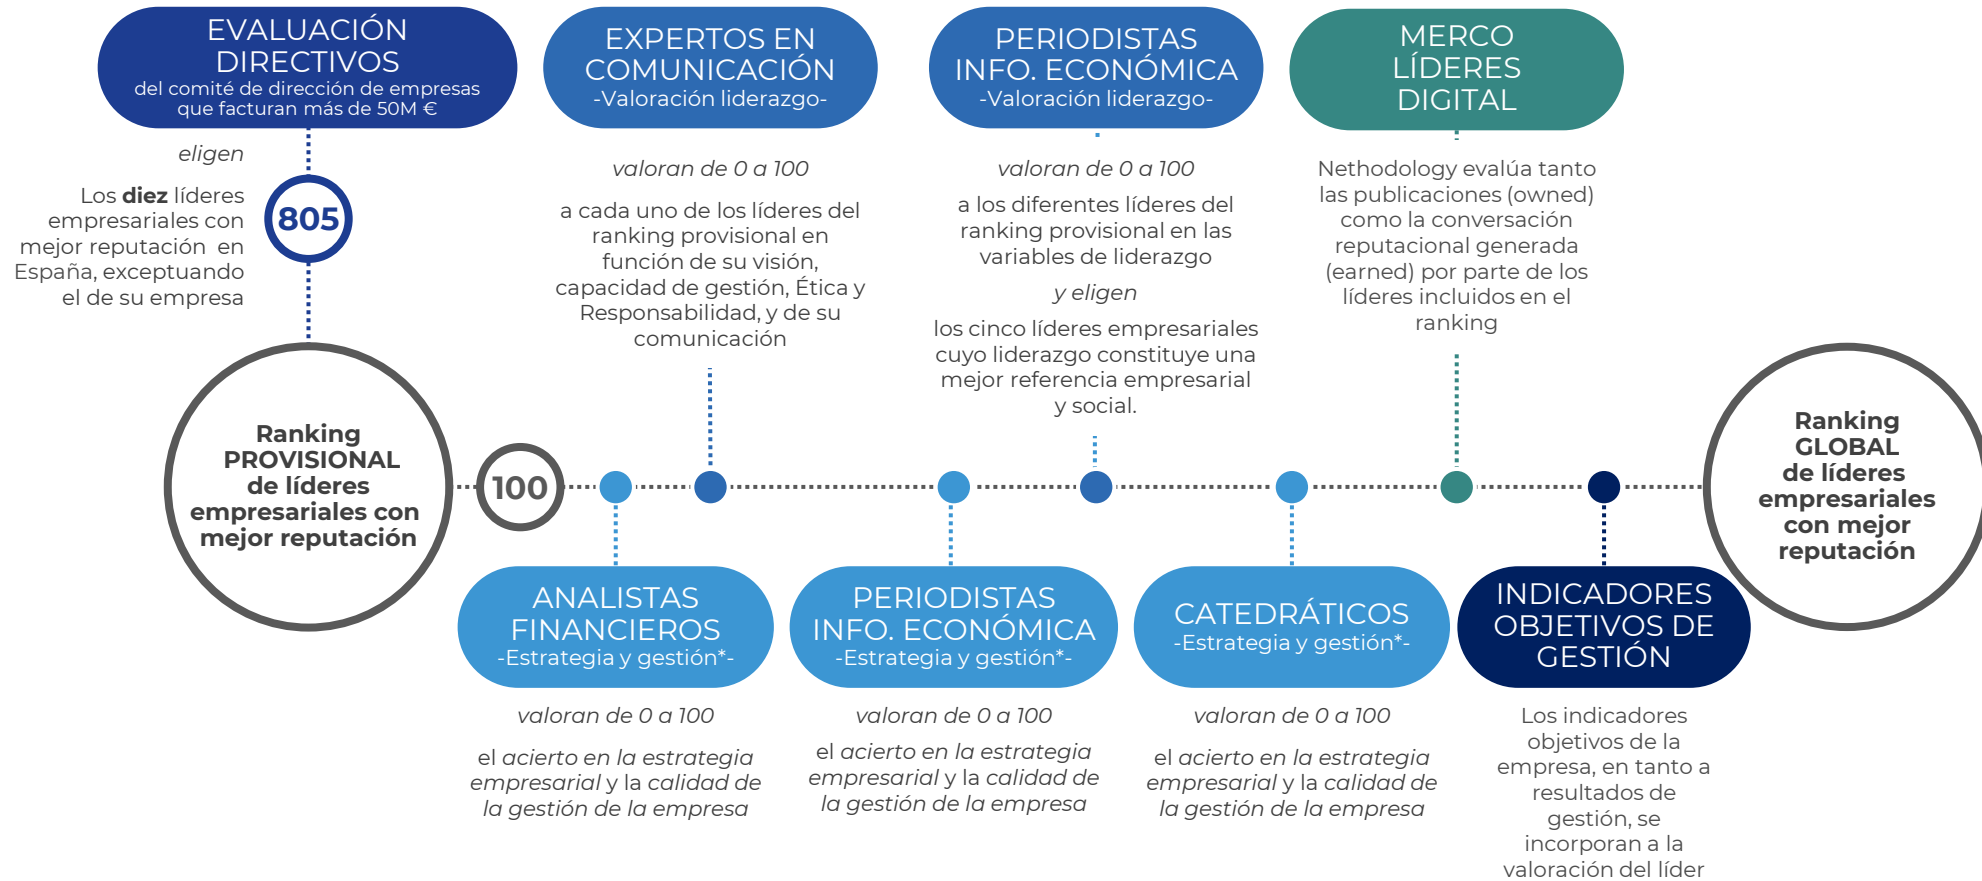 EVALUACIÓN
DIRECTIVOS
del comité de dirección de empresas
que facturan más de 50M €
eligen
Los diez líderes
empresariales con
mejor reputación en
España, exceptuando
el de su empresa
805
EXPERTOS EN
COMUNICACIÓN
-Valoración liderazgo-
valoran de 0 a 100
a cada uno de los líderes del
ranking provisional en
función de su visión,
capacidad de gestión, Ética y
Responsabilidad, y de su
comunicación
PERIODISTAS
INFO. ECONÓMICA
-Valoración liderazgo-
valoran de 0 a 100
a los diferentes líderes del
ranking provisional en las
variables de liderazgo
y eligen
los cinco líderes empresariales
cuyo liderazgo constituye una
mejor referencia empresarial
y social.
MERCO
LÍDERES
DIGITAL
Nethodology evalúa tanto
las publicaciones (owned)
como la conversación
reputacional generada
(earned) por parte de los
líderes incluidos en el
ranking
Ranking
PROVISIONAL
de líderes
empresariales con
mejor reputación
100
Ranking
GLOBAL
de líderes
empresariales
con mejor
reputación
ANALISTAS
FINANCIEROS
-Estrategia y gestión*-
valoran de 0 a 100
el acierto en la estrategia
empresarial y la calidad de
la gestión de la empresa
PERIODISTAS
INFO. ECONÓMICA
-Estrategia y gestión*-
valoran de 0 a 100
el acierto en la estrategia
empresarial y la calidad de
la gestión de la empresa
CATEDRÁTICOS
-Estrategia y gestión*-
valoran de 0 a 100
el acierto en la estrategia
empresarial y la calidad de
la gestión de la empresa
INDICADORES
OBJETIVOS DE
GESTIÓN
Los indicadores
objetivos de la
empresa, en tanto a
resultados de
gestión, se
incorporan a la
valoración del líder